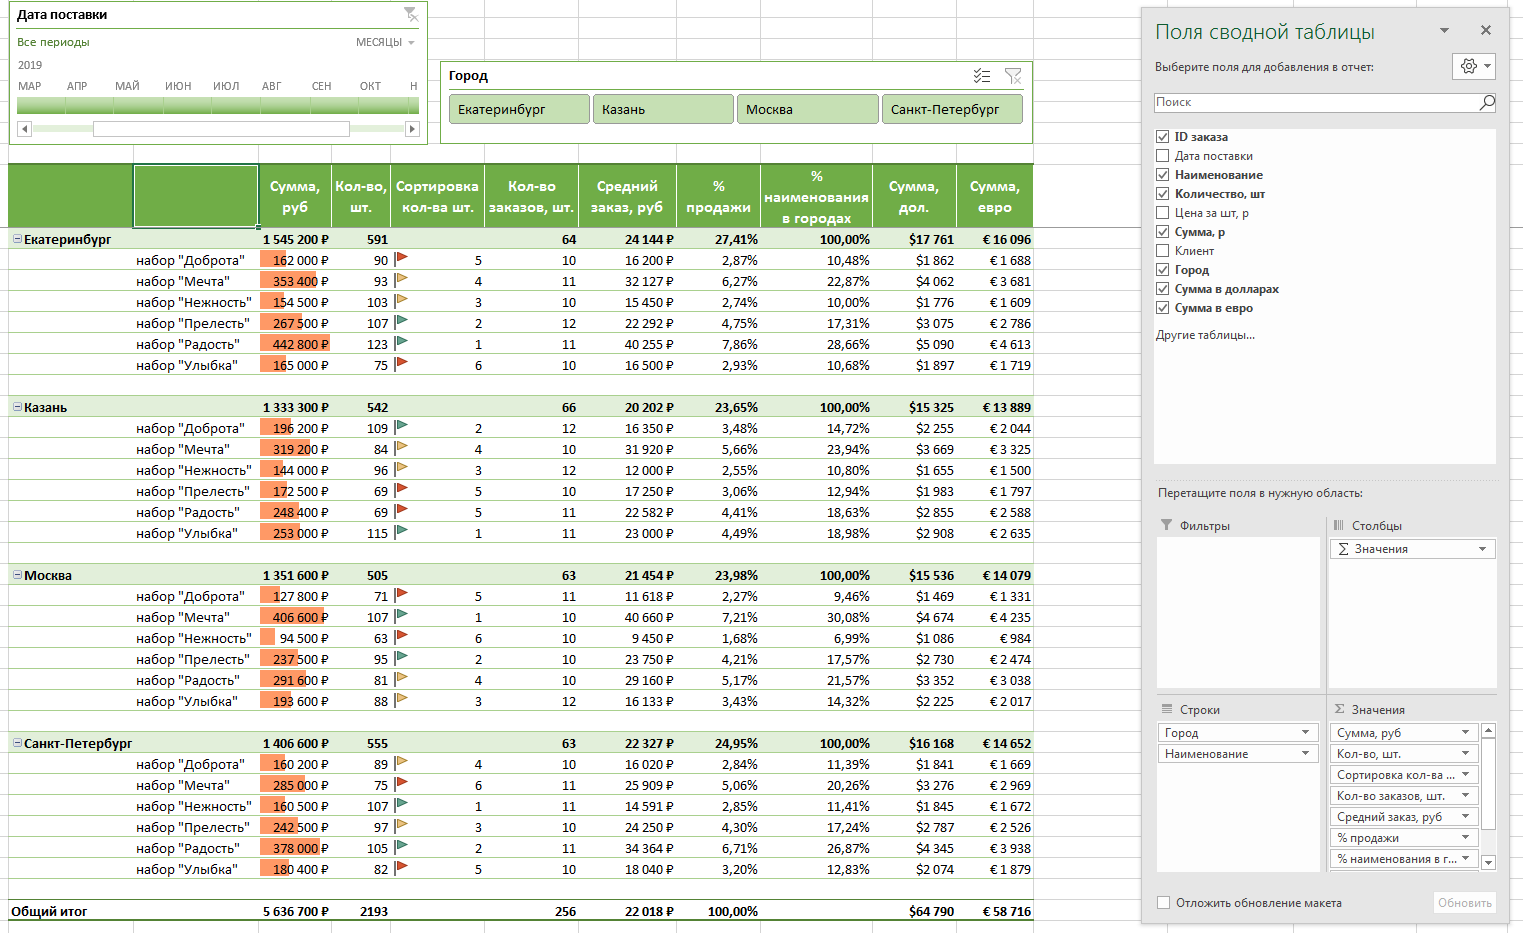 Дата поставки
Все периоды МЕСЯЦЫ
2019
МАР АПР МАЙ ИЮН ИЮЛ АВГ СЕН ОКТ Н
Город
Екатеринбург Казань Москва Санкт-Петербург
Сумма, руб Кол-во, шт. Сортировка кол-ва шт. Кол-во заказов, шт. Средний заказ, руб % продажи % наименования в городах Сумма, дол. Сумма, евро
Екатеринбург 1 545 200 ₽ 591 64 24 144 ₽ 27,41% 100,00% $17 761 € 16 096
набор "Доброта" 162 000 ₽ 90 5 10 16 200 ₽ 2,87% 10,48% $1 862 € 1 688
набор "Мечта" 353 400 ₽ 93 4 11 32 127 ₽ 6,27% 22,87% $4 062 € 3 681
набор "Нежность" 154 500 ₽ 103 3 10 15 450 ₽ 2,74% 10,00% $1 776 € 1 609
набор "Прелесть" 267 500 ₽ 107 2 12 22 292 ₽ 4,75% 17,31% $3 075 € 2 786
набор "Радость" 442 800 ₽ 123 1 11 40 255 ₽ 7,86% 28,66% $5 090 € 4 613
набор "Улыбка" 165 000 ₽ 75 6 10 16 500 ₽ 2,93% 10,68% $1 897 € 1 719
Казань 1 333 300 ₽ 542 66 20 202 ₽ 23,65% 100,00% $15 325 € 13 889
набор "Доброта" 196 200 ₽ 109 2 12 16 350 ₽ 3,48% 14,72% $2 255 € 2 044
набор "Мечта" 319 200 ₽ 84 4 10 31 920 ₽ 5,66% 23,94% $3 669 € 3 325
набор "Нежность" 144 000 ₽ 96 3 12 12 000 ₽ 2,55% 10,80% $1 655 € 1 500
набор "Прелесть" 172 500 ₽ 69 5 10 17 250 ₽ 3,06% 12,94% $1 983 € 1 797
набор "Радость" 248 400 ₽ 69 5 11 22 582 ₽ 4,41% 18,63% $2 855 € 2 588
набор "Улыбка" 253 000 ₽ 115 1 11 23 000 ₽ 4,49% 18,98% $2 908 € 2 635
Москва 1 351 600 ₽ 505 63 21 454 ₽ 23,98% 100,00% $15 536 € 14 079
набор "Доброта" 127 800 ₽ 71 5 11 11 618 ₽ 2,27% 9,46% $1 469 € 1 331
набор "Мечта" 406 600 ₽ 107 1 10 40 660 ₽ 7,21% 30,08% $4 674 € 4 235
набор "Нежность" 94 500 ₽ 63 6 10 9 450 ₽ 1,68% 6,99% $1 086 € 984
набор "Прелесть" 237 500 ₽ 95 2 10 23 750 ₽ 4,21% 17,57% $2 730 € 2 474
набор "Радость" 291 600 ₽ 81 4 10 29 160 ₽ 5,17% 21,57% $3 352 € 3 038
набор "Улыбка" 193 600 ₽ 88 3 12 16 133 ₽ 3,43% 14,32% $2 225 € 2 017
Санкт-Петербург 1 406 600 ₽ 555 63 22 327 ₽ 24,95% 100,00% $16 168 € 14 652
набор "Доброта" 160 200 ₽ 89 4 10 16 020 ₽ 2,84% 11,39% $1 841 € 1 669
набор "Мечта" 285 000 ₽ 75 6 11 25 909 ₽ 5,06% 20,26% $3 276 € 2 969
набор "Нежность" 160 500 ₽ 107 1 11 14 591 ₽ 2,85% 11,41% $1 845 € 1 672
набор "Прелесть" 242 500 ₽ 97 3 10 24 250 ₽ 4,30% 17,24% $2 787 € 2 526
набор "Радость" 378 000 ₽ 105 2 11 34 364 ₽ 6,71% 26,87% $4 345 € 3 938
набор "Улыбка" 180 400 ₽ 82 5 10 18 040 ₽ 3,20% 12,83% $2 074 € 1 879
Общий итог 5 636 700 ₽ 2193 256 22 018 ₽ 100,00% $64 790 € 58 716
Поля сводной таблицы
Выберите поля для добавления в отчет:
Поиск
ID заказа
Дата поставки
Наименование
Количество, шт
Цена за шт, р
Сумма, р
Клиент
Город
Сумма в долларах
Сумма в евро
Другие таблицы...
Перетащите поля в нужную область:
Фильтры
Столбцы
Σ Значения
Строки
Город
Наименование
Σ Значения
Сумма, руб
Кол-во, шт.
Сортировка кол-ва ...
Кол-во заказов, шт.
Средний заказ, руб
% продажи
% наименования в г...
Отложить обновление макета
Обновить